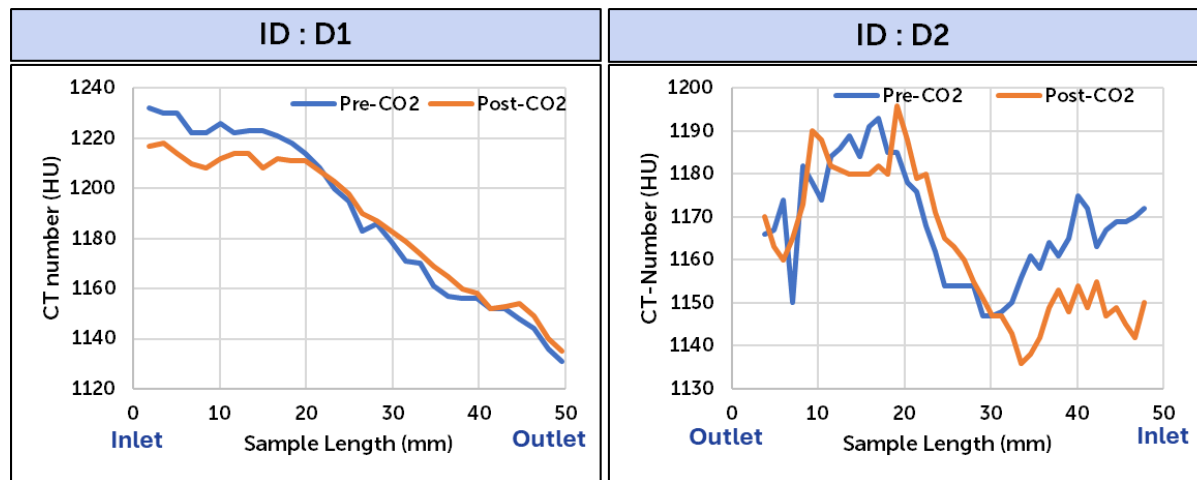 ID : D1
CT number (HU)
1240
1220
1200
1180
1160
1140
1120
Pre-CO2 Post-CO2
0 10 20 30 40 50
Inlet Sample Length (mm) Outlet
ID : D2
CT-Number (HU)
1200
1190
1180
1170
1160
1150
1140
1130
Pre-CO2 Post-CO2
0 10 20 30 40 50
Outlet Sample Length (mm) Inlet